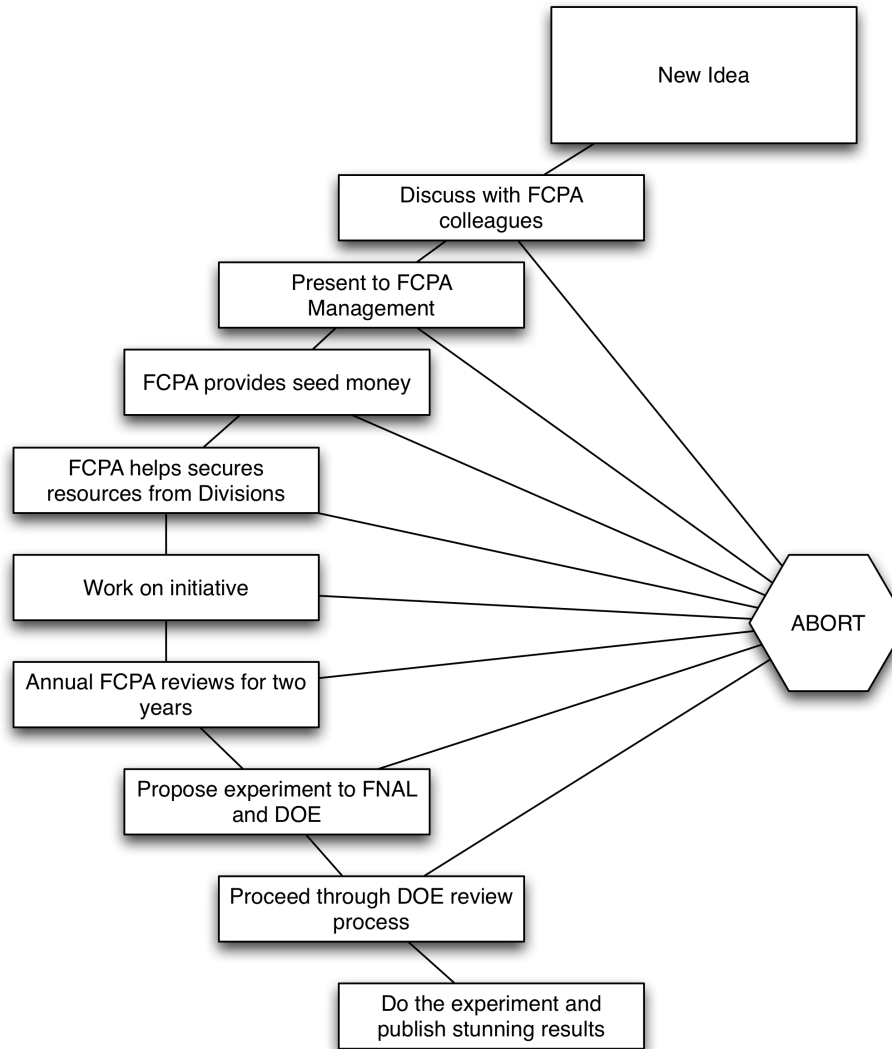 New Idea
Discuss with FCPA
colleagues
Present to FCPA
Management
FCPA provides seed money
FCPA helps secures
resources from Divisions
Work on initiative
ABORT
Annual FCPA reviews for two
years
Propose experiment to FNAL
and DOE
Proceed through DOE review
process
Do the experiment and
publish stunning results